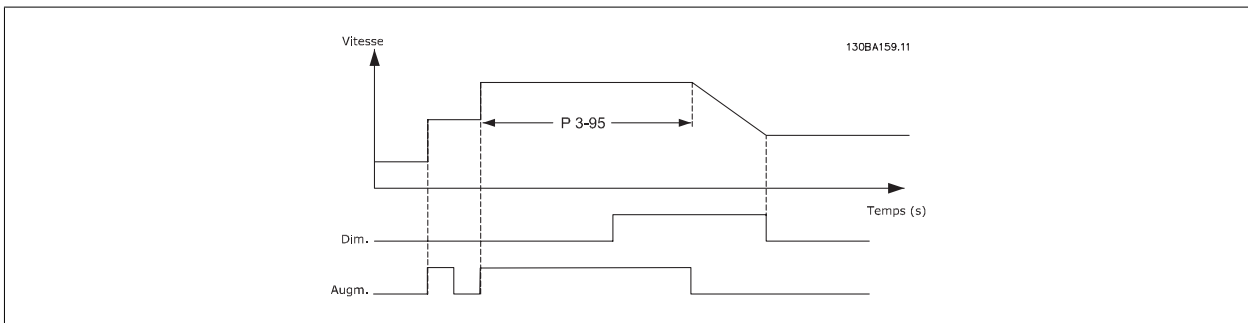 Vitesse
130BA159.11
P 3-95
Temps (s)
Dim.
Augm.